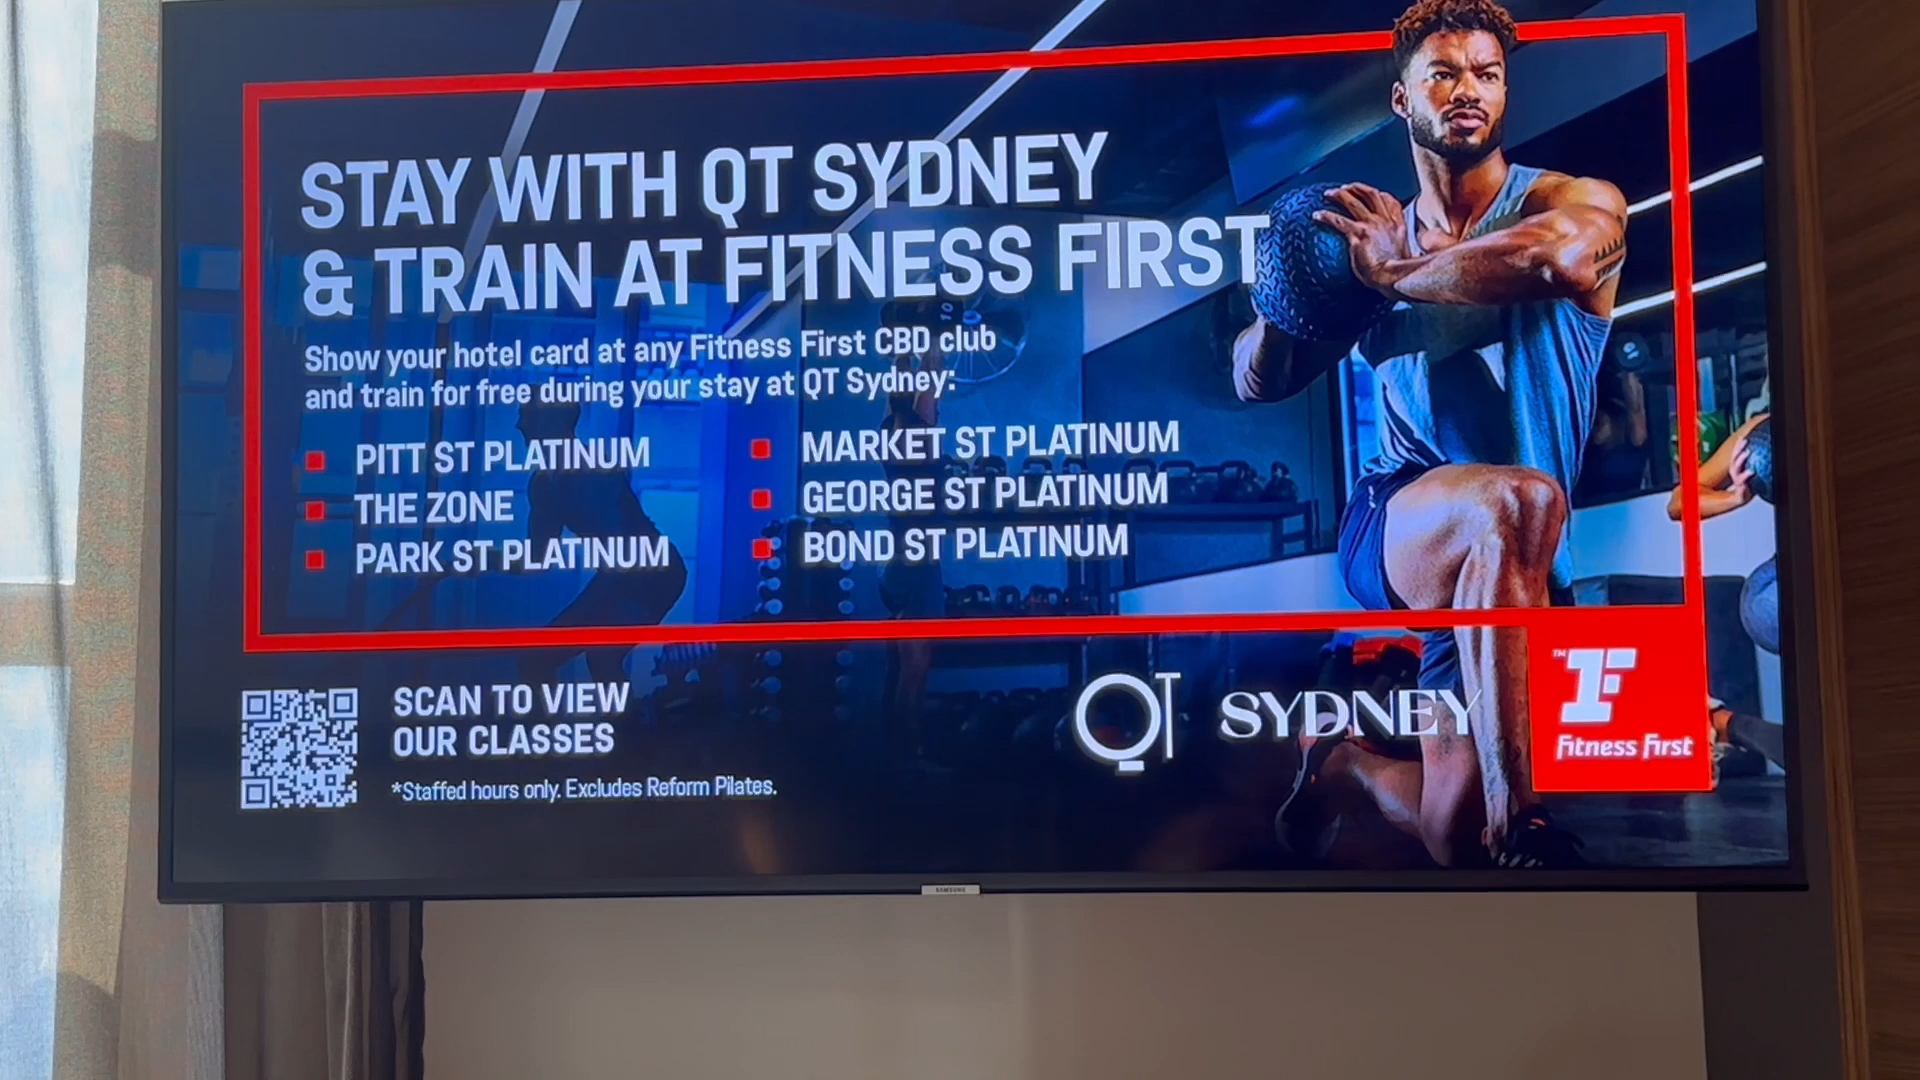 STAY WITH QT SYDNEY
& TRAIN AT FITNESS FIRST
Show your hotel card at any Fitness First CBD club
and train for free during your stay at QT Sydney:
PITT ST PLATINUM
THE ZONE
PARK ST PLATINUM
MARKET ST PLATINUM
GEORGE ST PLATINUM
BOND ST PLATINUM
SCAN TO VIEW
OUR CLASSES
*Staffed hours only. Excludes Reform Pilates.
QT SYDNEY
TM
Fitness First
SAMSUNG